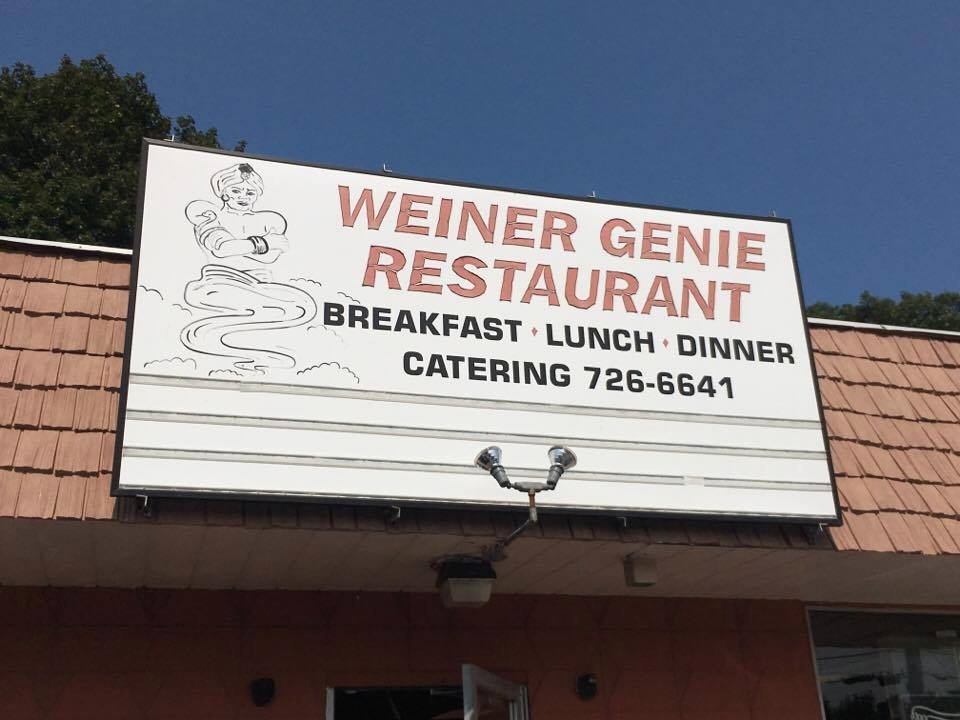 WEINER GENIE
RESTAURANT
BREAKFAST ♦ LUNCH ♦ DINNER
CATERING 726-6641